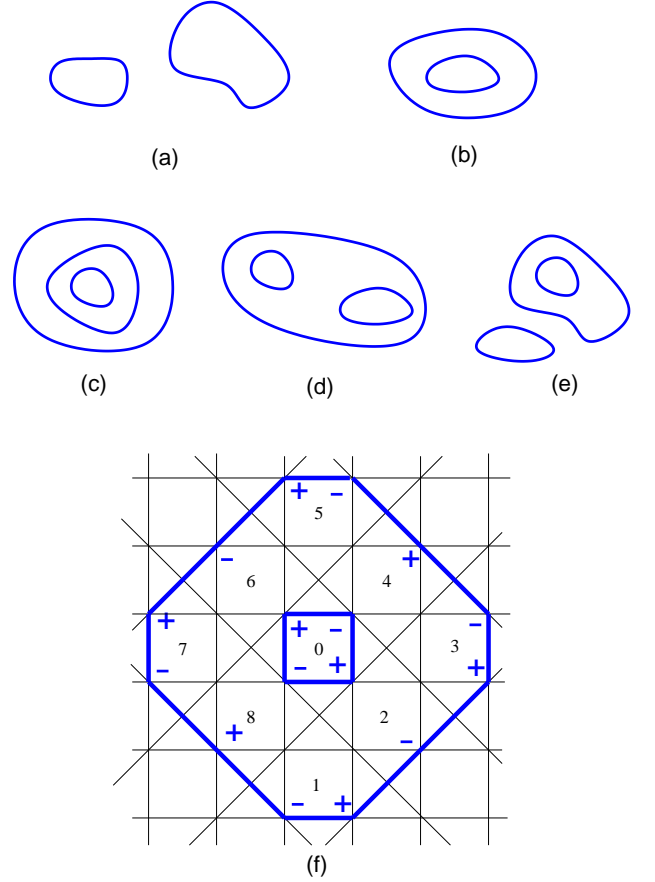 (a)
(b)
(c)
(d)
(e)
+ −
5
− +
6 4
+ + − −
7 0 3
− − + +
8 2
+ −
1
− +
(f)